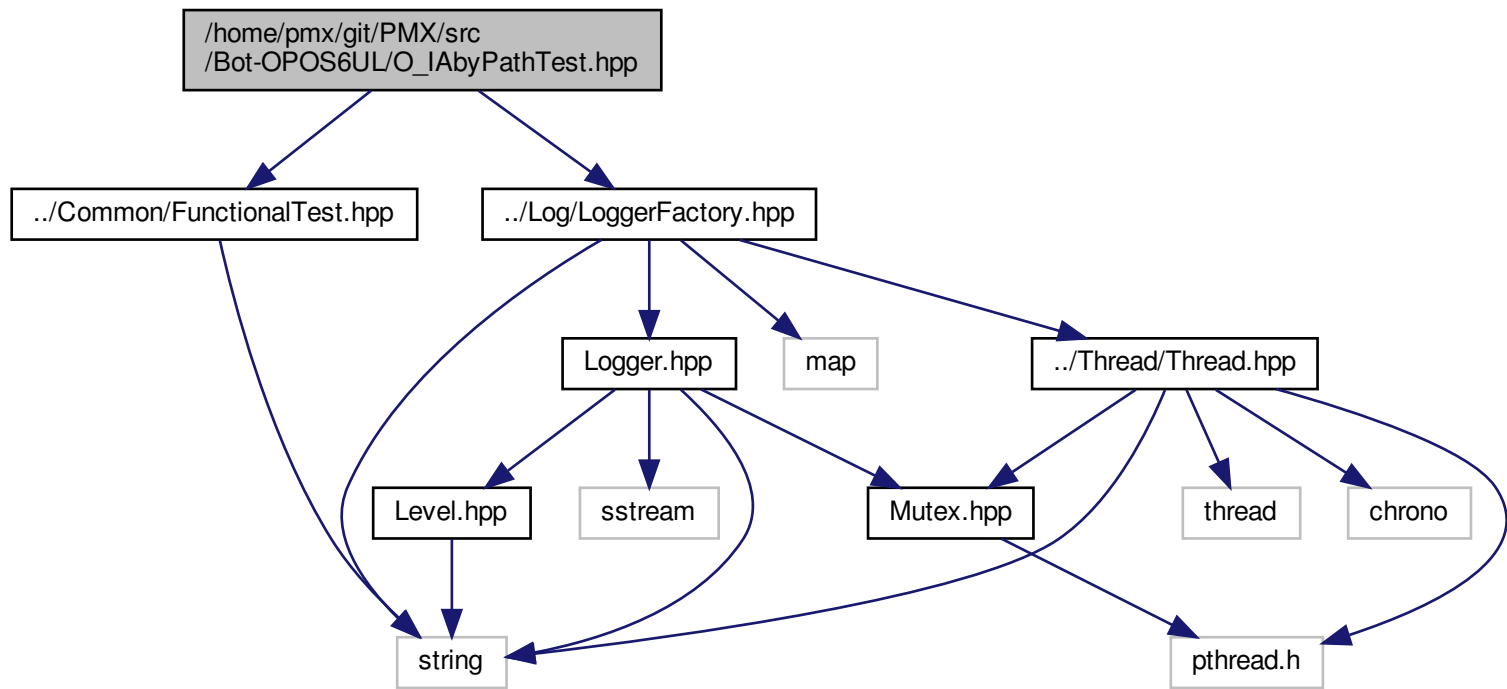 /home/pmx/git/PMX/src
/Bot-OPOS6UL/O_IAbyPathTest.hpp
../Common/FunctionalTest.hpp
../Log/LoggerFactory.hpp
Logger.hpp
map
../Thread/Thread.hpp
Level.hpp
sstream
Mutex.hpp
thread
chrono
string
pthread.h